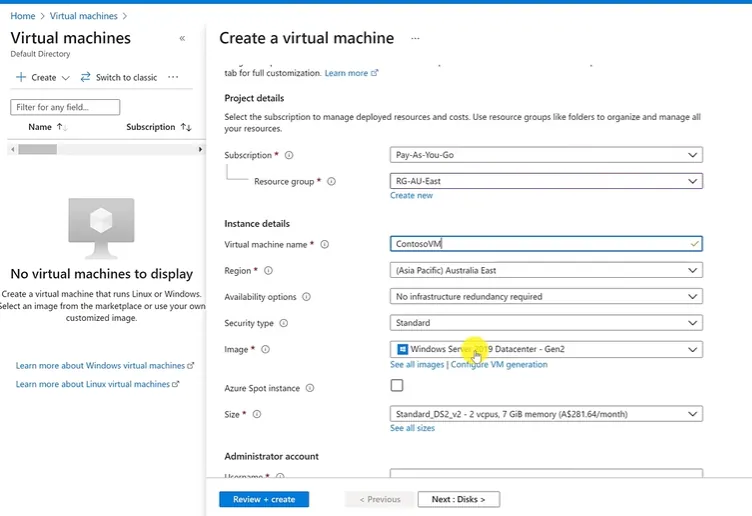 Home > Virtual machines >
Virtual machines
Default Directory
Create
Switch to classic
Filter for any field...
Name
Subscription
No virtual machines to display
Create a virtual machine that runs Linux or Windows.
Select an image from the marketplace or use your own
customized image.
Learn more about Windows virtual machines
Learn more about Linux virtual machines
Create a virtual machine
tab for full customization. Learn more
Project details
Select the subscription to manage deployed resources and costs. Use resource groups like folders to organize and manage all
your resources.
Subscription *
Pay-As-You-Go
Resource group *
RG-AU-East
Create new
Instance details
Virtual machine name *
ContosoVM
Region *
(Asia Pacific) Australia East
Availability options
No infrastructure redundancy required
Security type
Standard
Image *
Windows Server 2019 Datacenter - Gen2
See all images | Configure VM generation
Azure Spot instance
Size *
Standard_DS2_v2 - 2 vcpus, 7 GiB memory (A$281.64/month)
See all sizes
Administrator account
Username *
Review + create
< Previous
Next : Disks >